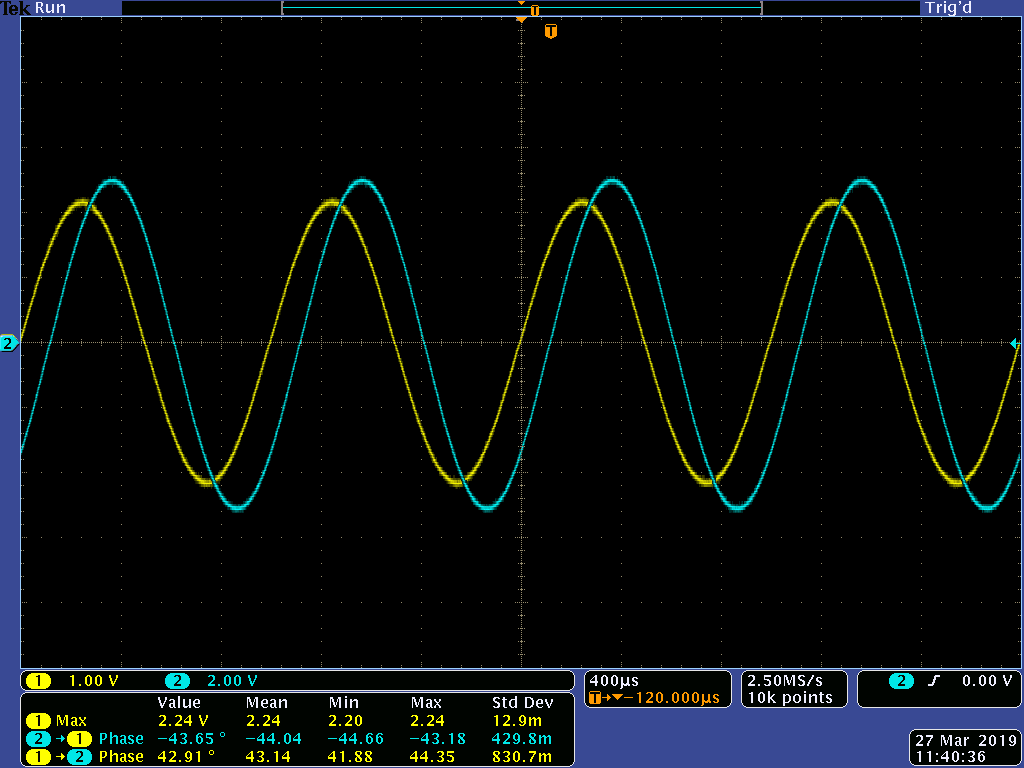 Tek Run Trig'd
T
T
2
1 1.00 V 2 2.00 V 400µs 2.50MS/s 2 0.00 V
T→▼−120.000µs 10k points
Value Mean Min Max Std Dev
1 Max 2.24 V 2.24 2.20 2.24 12.9m
2 →1 Phase −43.65 ° −44.04 −44.66 −43.18 429.8m
1 →2 Phase 42.91 ° 43.14 41.88 44.35 830.7m
27 Mar 2019
11:40:36